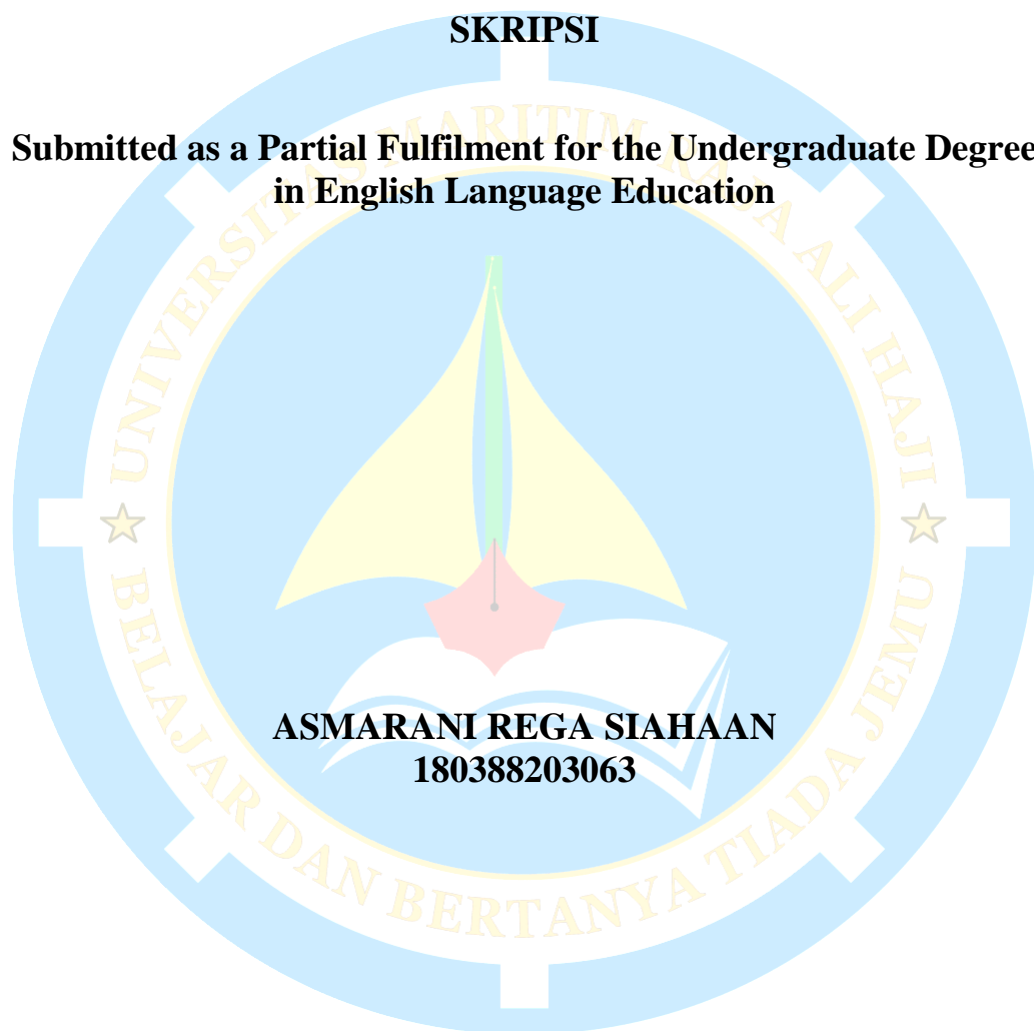 SKRIPSI
Submitted as a Partial Fulfilment for the Undergraduate Degree
in English Language Education
UNIVERSITAS MARITIM RAJA ALI HAJI
ASMARANI REGA SIAHAAN
180388203063
BELAJAR DAN BERTANYA TIADA JEMU